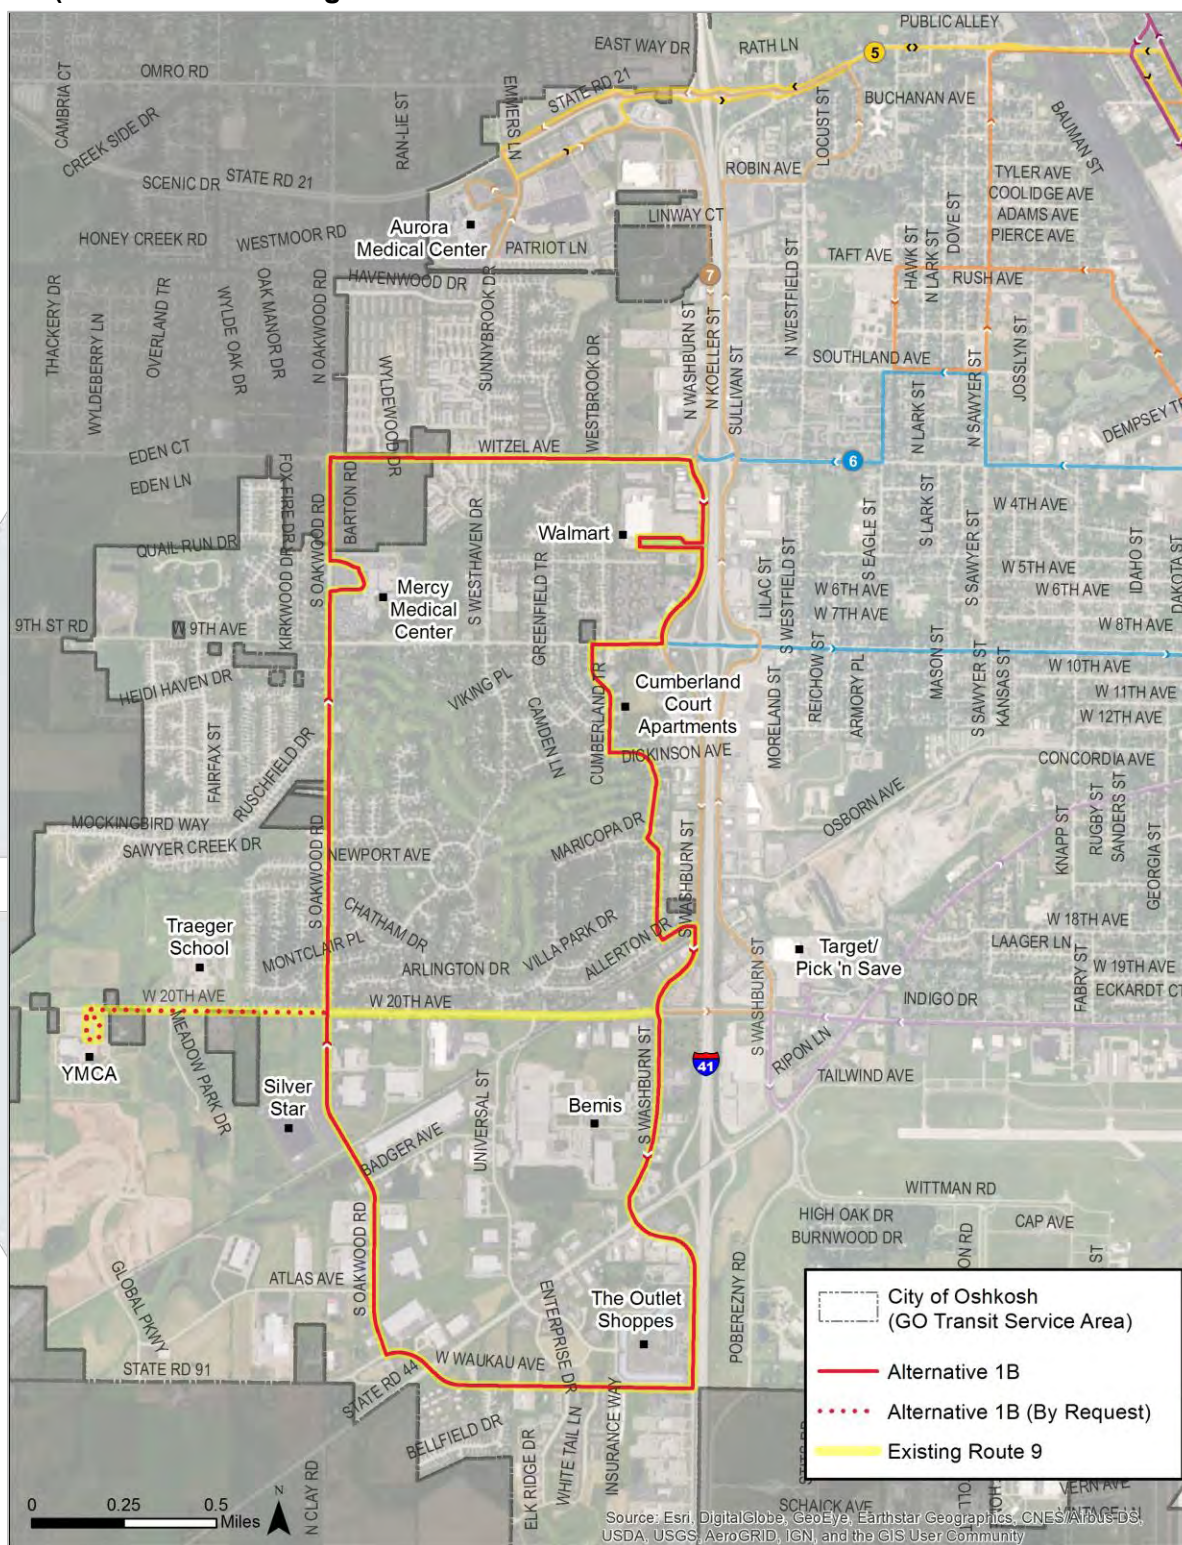 PUBLIC ALLEY
EAST WAY DR
RATH LN
OMRO RD
CAMBRIA CT
CREEK SIDE DR
RAN-LIE ST
EMMERS LN
STATE RD 21
5
BUCHANAN AVE
LOCUST ST
BAUMAN ST
SCENIC DR
STATE RD 21
ROBIN AVE
TYLER AVE
COOLIDGE AVE
ADAMS AVE
PIERCE AVE
DOVE ST
HAWK ST
N LARK ST
HONEY CREEK RD
WESTMOOR RD
Aurora
Medical Center
PATRIOT LN
LINWAY CT
TAFT AVE
RUSH AVE
7
HAVENWOOD DR
THACKERY DR
WYLDEBERRY LN
OVERLAND TR
WYLDE OAK DR
OAK MANOR DR
N OAKWOOD RD
WYLDEWOOD DR
SUNNYBROOK DR
WESTBROOK DR
N WASHBURN ST
N KOELLER ST
SULLIVAN ST
N WESTFIELD ST
SOUTHLAND AVE
N LARK ST
N SAWYER ST
JOSSLYN ST
EDEN CT
EDEN LN
WITZEL AVE
6
FOX FIRE DR
BARTON RD
S OAKWOOD RD
QUAIL RUN DR
KIRKWOOD DR
Walmart
Mercy
Medical
Center
S WESTHAVEN DR
GREENFIELD TR
LILAC ST
S WESTFIELD ST
S EAGLE ST
S LARK ST
S SAWYER ST
W 4TH AVE
W 5TH AVE
W 6TH AVE
W 6TH AVE
W 7TH AVE
IDAHO ST
DAKOTA ST
9TH ST RD
W 9TH AVE
W 8TH AVE
HEIDI HAVEN DR
VIKING PL
CAMDEN LN
CUMBERLAND TR
Cumberland
Court
Apartments
DICKINSON AVE
MORELAND ST
REICHOW ST
ARMORY PL
MASON ST
S SAWYER ST
KANSAS ST
W 10TH AVE
W 11TH AVE
W 12TH AVE
CONCORDIA AVE
FAIRFAX ST
RUSCHFIELD DR
MOCKINGBIRD WAY
SAWYER CREEK DR
S OAKWOOD RD
NEWPORT AVE
MARICOPA DR
S WASHBURN ST
OSBORN AVE
KNAPP ST
RUGBY ST
SANDERS ST
GEORGIA ST
Traeger
School
MONTCLAIR PL
CHATHAM DR
ARLINGTON DR
VILLA PARK DR
ALLERTON DR
S WASHBURN ST
S WASHBURN ST
Target/
Pick 'n Save
W 18TH AVE
LAAGER LN
W 19TH AVE
ECKARDT CT
FABRY ST
INDIGO DR
W 20TH AVE
W 20TH AVE
YMCA
MEADOW PARK DR
Silver
Star
UNIVERSAL ST
Bemis
S WASHBURN ST
41
RIPON LN
TAILWIND AVE
BADGER AVE
WITTMAN RD
HIGH OAK DR
BURNWOOD DR
CAP AVE
GLOBAL PKWY
ATLAS AVE
S OAKWOOD RD
ENTERPRISE DR
The Outlet
Shoppes
POBEREZNY RD
STATE RD 91
STATE RD 44
W WAUKAU AVE
BELLFIELD DR
ELK RIDGE DR
WHITE TAIL LN
INSURANCE WAY
N CLAY RD
City of Oshkosh
(GO Transit Service Area)
Alternative 1B
Alternative 1B (By Request)
Existing Route 9
VERN AVE
SCHAICK AVE
0 0.25 0.5
Miles
N
Source: Esri, DigitalGlobe, GeoEye, Earthstar Geographics, CNES/Airbus DS,
USDA, USGS, AeroGRID, IGN, and the GIS User Community